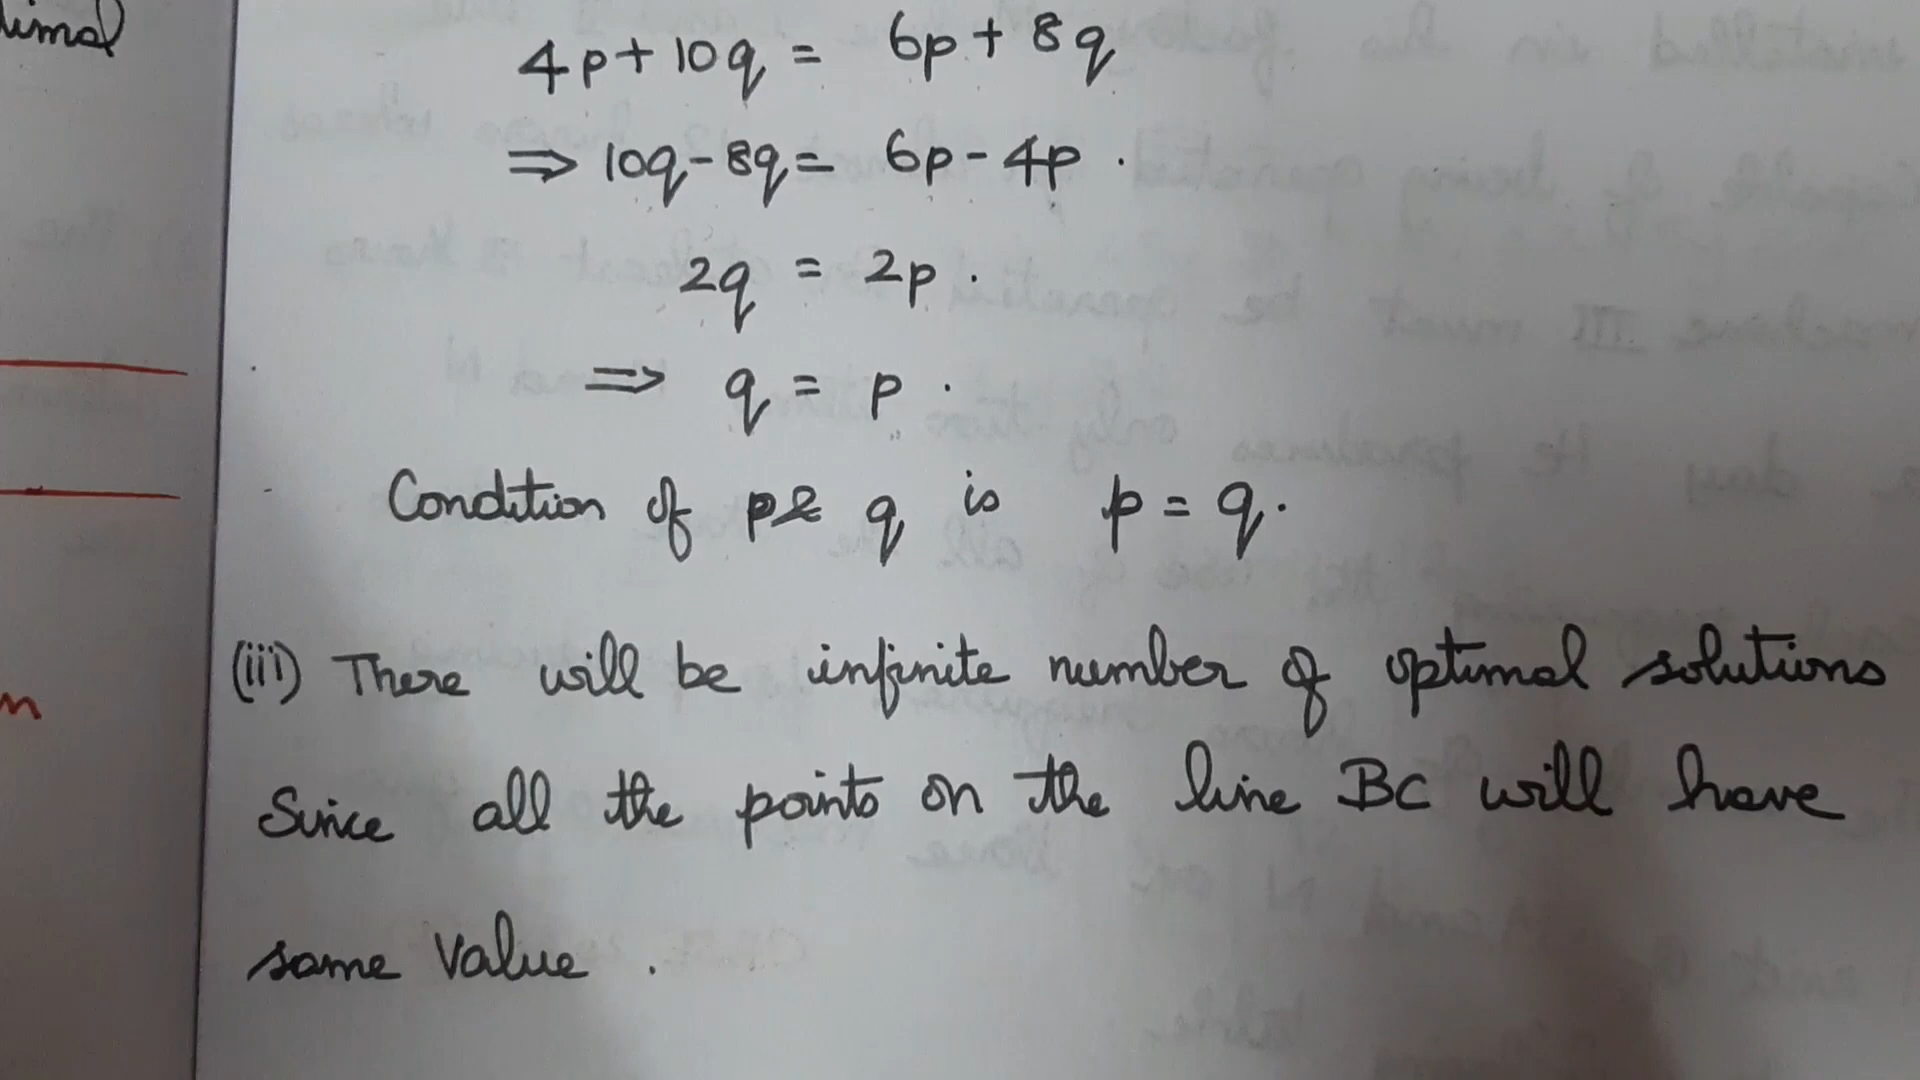 4p + 10q = 6p + 8q
⇒ 10q - 8q = 6p - 4p .
2q = 2p .
⇒ q = p .
Condition of p & q is p = q.
(iii) There will be infinite number of optimal solutions
Since all the points on the line BC will have
same value .